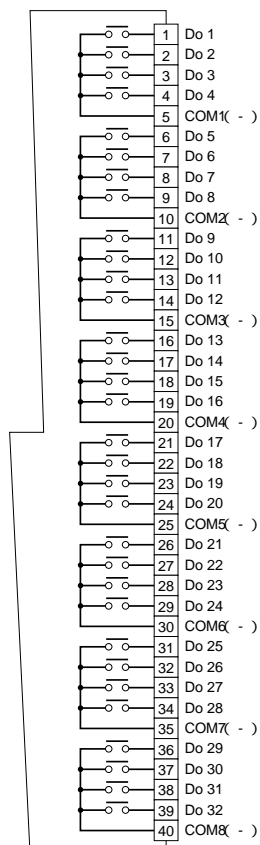 1 Do 1
2 Do 2
3 Do 3
4 Do 4
5 COM1( - )
6 Do 5
7 Do 6
8 Do 7
9 Do 8
10 COM2( - )
11 Do 9
12 Do 10
13 Do 11
14 Do 12
15 COM3( - )
16 Do 13
17 Do 14
18 Do 15
19 Do 16
20 COM4( - )
21 Do 17
22 Do 18
23 Do 19
24 Do 20
25 COM5( - )
26 Do 21
27 Do 22
28 Do 23
29 Do 24
30 COM6( - )
31 Do 25
32 Do 26
33 Do 27
34 Do 28
35 COM7( - )
36 Do 29
37 Do 30
38 Do 31
39 Do 32
40 COM8( - )